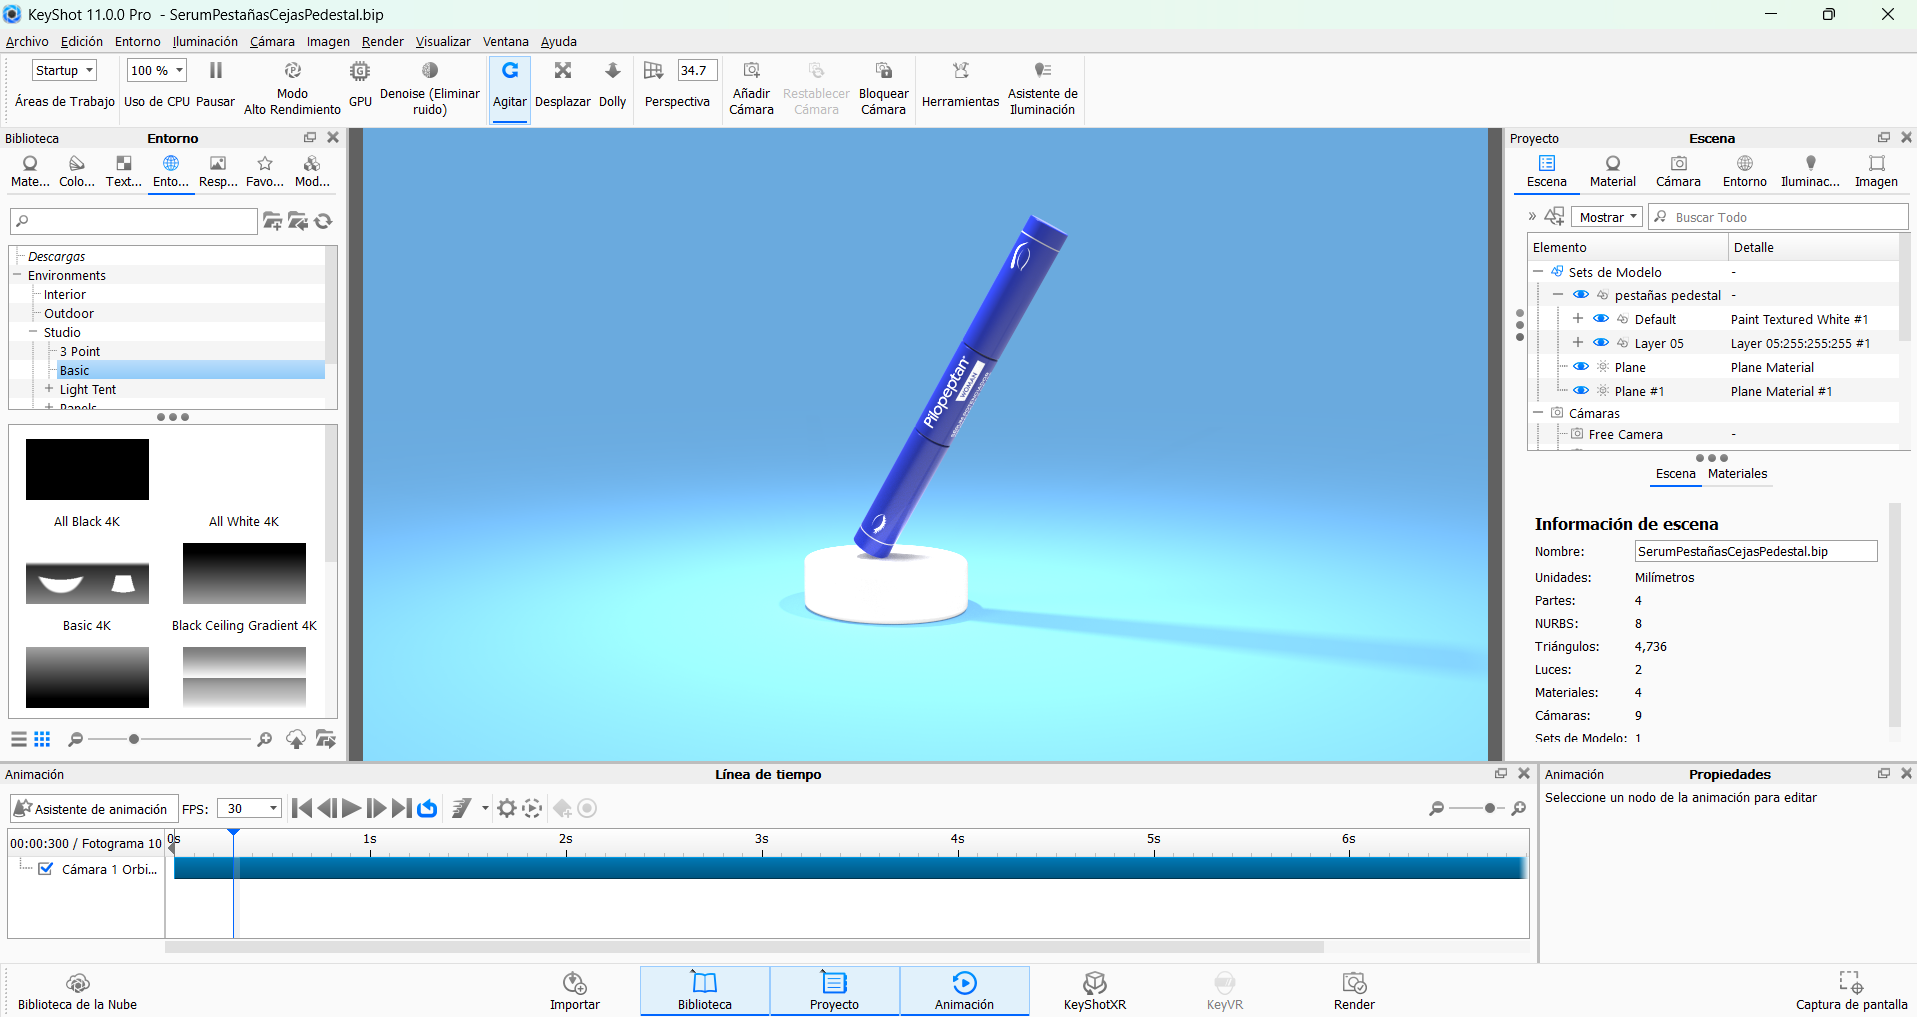 KeyShot 11.0.0 Pro - SerumPestañasCejasPedestal.bip
Archivo Edición Entorno Iluminación Cámara Imagen Render Visualizar Ventana Ayuda
Startup 100 % 34.7
Áreas de Trabajo Uso de CPU Pausar Modo Alto Rendimiento GPU Denoise (Eliminar ruido) Agitar Desplazar Dolly Perspectiva Añadir Cámara Restablecer Cámara Bloquear Cámara Herramientas Asistente de Iluminación
Biblioteca Entorno
Mate... Colo... Text... Ento... Resp... Favo... Mod...
Descargas
Environments
Interior
Outdoor
Studio
3 Point
Basic
Light Tent
Panels
All Black 4K All White 4K
Basic 4K Black Ceiling Gradient 4K
Pilopeptan
WOMAN
Proyecto Escena
Escena Material Cámara Entorno Iluminac... Imagen
» Mostrar Buscar Todo
Elemento Detalle
Sets de Modelo -
pestañas pedestal -
Default Paint Textured White #1
Layer 05 Layer 05:255:255:255 #1
Plane Plane Material
Plane #1 Plane Material #1
Cámaras
Free Camera -
Escena Materiales
Información de escena
Nombre: SerumPestañasCejasPedestal.bip
Unidades: Milímetros
Partes: 4
NURBS: 8
Triángulos: 4,736
Luces: 2
Materiales: 4
Cámaras: 9
Sets de Modelo: 1
Animación Línea de tiempo
Asistente de animación FPS: 30
00:00:300 / Fotograma 10 0s 1s 2s 3s 4s 5s 6s
Cámara 1 Orbi...
Animación Propiedades
Seleccione un nodo de la animación para editar
Biblioteca de la Nube Importar Biblioteca Proyecto Animación KeyShotXR KeyVR Render Captura de pantalla